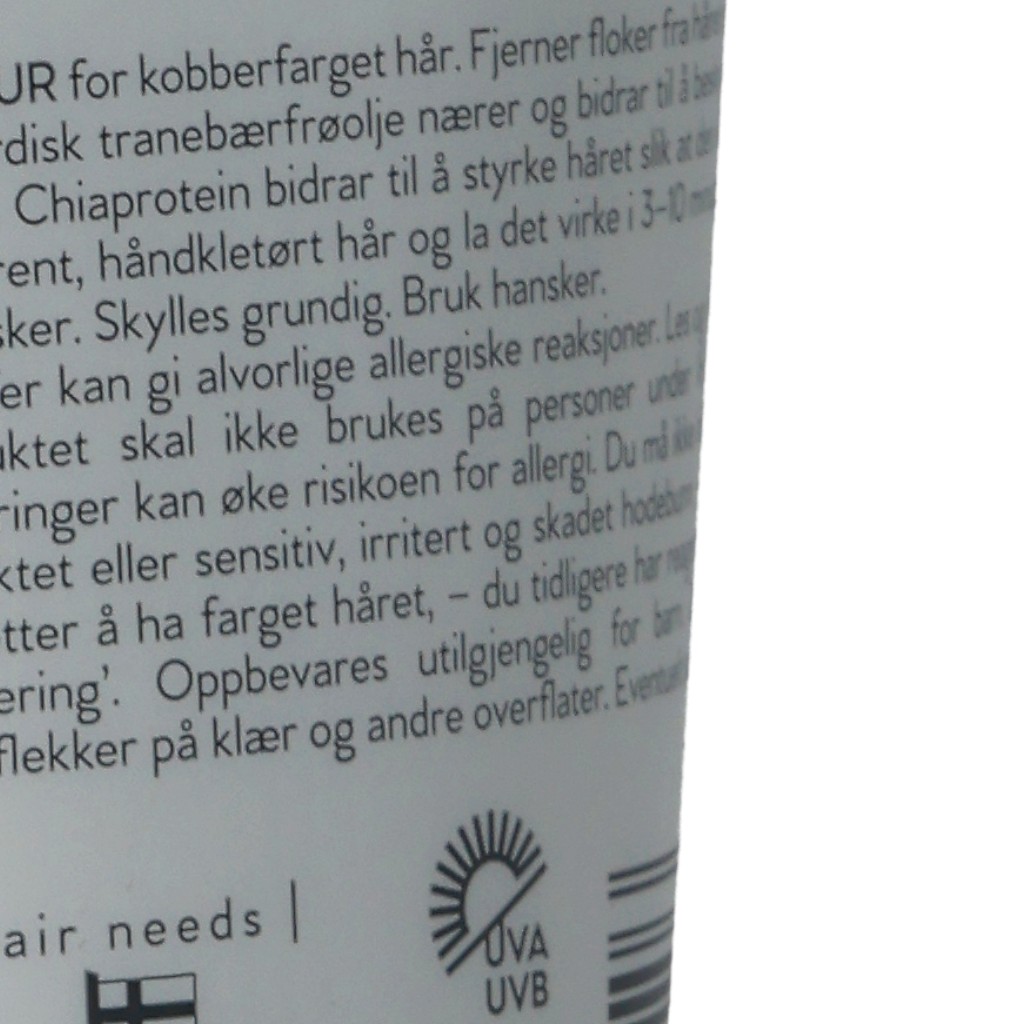 UR for kobberfarget hår. Fjerner floker fra
tranebærfrøolje nærer og bidrar til å
Chiaprotein bidrar til å styrke håret slik at
håndkletørt hår og la det virke i 3–10
sker. Skylles grundig. Bruk hansker.
er kan gi alvorlige allergiske reaksjoner. Les
uktet skal ikke brukes på personer under
ringer kan øke risikoen for allergi. Du må ikke
ktet eller sensitiv, irritert og skadet
tter å ha farget håret, – du tidligere har
ering’. Oppbevares utilgjengelig for barn
flekker på klær og andre overflater.
air needs |
UVA
UVB